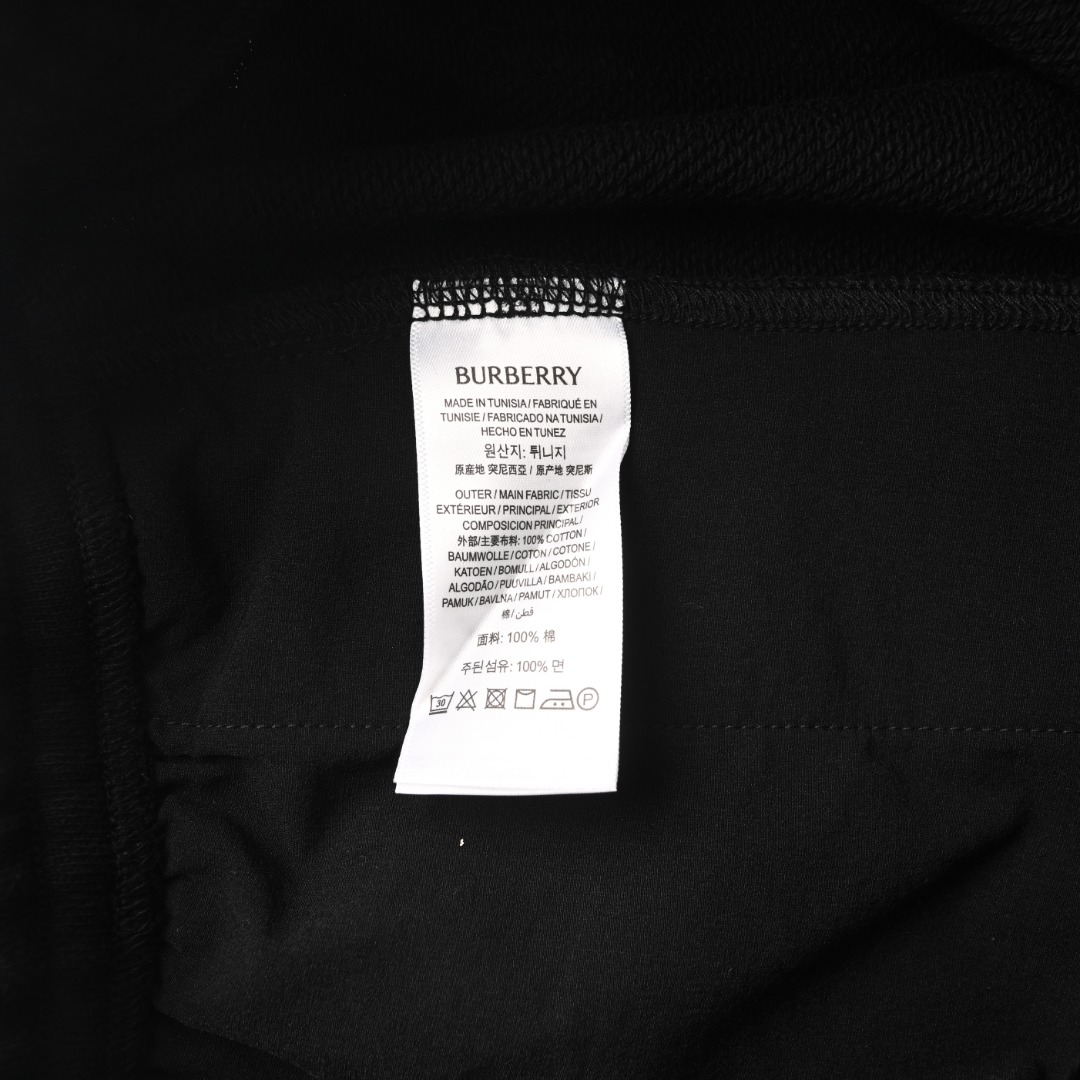 BURBERRY
MADE IN TUNISIA / FABRIQUÉ EN
TUNISIE / FABRICADO NA TUNISIA /
HECHO EN TUNEZ
원산지: 튀니지
原産地 突尼西亞 / 原产地 突尼斯
OUTER / MAIN FABRIC / TISSU
EXTÉRIEUR / PRINCIPAL / EXTERIOR
COMPOSICION PRINCIPAL /
外部/主要布料: 100% COTTON /
BAUMWOLLE / COTON / COTONE /
KATOEN / BOMULL / ALGODÓN /
ALGODÃO / PUUVILLA / BAMBAKI /
PAMUK / BAVLNA / PAMUT / ХЛОПОК /
棉 / قطن
面料: 100% 棉
주된섬유: 100% 면
30 P